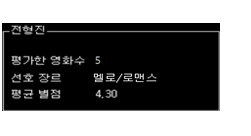 전형진
평가한 영화수 5
선호 장르 멜로/로맨스
평균 별점 4,30